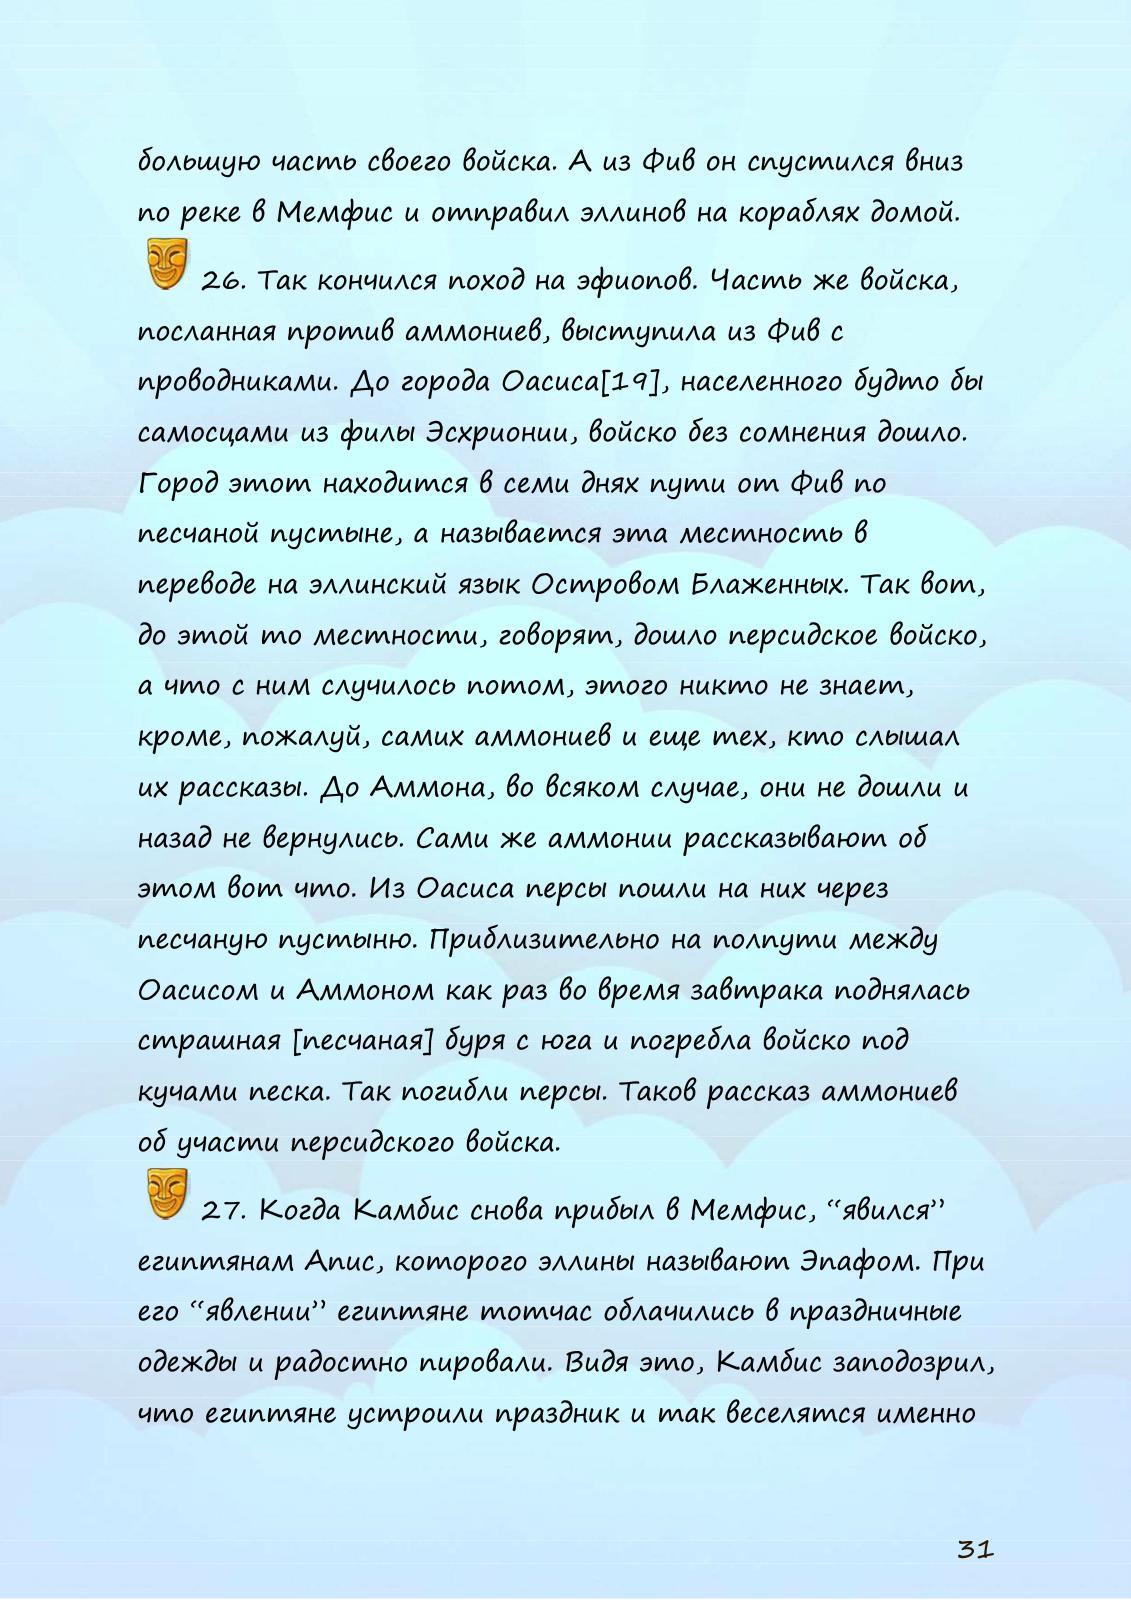 большую часть своего войска. А из Фив он спустился вниз
по реке в Мемфис и отправил эллинов на кораблях домой.
26. Так кончился поход на эфиопов. Часть же войска,
посланная против аммониев, выступила из Фив с
проводниками. До города Оасиса[19], населенного будто бы
самосцами из филы Эсхрионии, войско без сомнения дошло.
Город этот находится в семи днях пути от Фив по
песчаной пустыне, а называется эта местность в
переводе на эллинский язык Островом Блаженных. Так вот,
до этой то местности, говорят, дошло персидское войско,
а что с ним случилось потом, этого никто не знает,
кроме, пожалуй, самих аммониев и еще тех, кто слышал
их рассказы. До Аммона, во всяком случае, они не дошли и
назад не вернулись. Сами же аммонии рассказывают об
этом вот что. Из Оасиса персы пошли на них через
песчаную пустыню. Приблизительно на полпути между
Оасисом и Аммоном как раз во время завтрака поднялась
страшная [песчаная] буря с юга и погребла войско под
кучами песка. Так погибли персы. Таков рассказ аммониев
об участи персидского войска.
27. Когда Камбис снова прибыл в Мемфис, “явился”
египтянам Апис, которого эллины называют Эпафом. При
его “явлении” египтяне тотчас облачились в праздничные
одежды и радостно пировали. Видя это, Камбис заподозрил,
что египтяне устроили праздник и так веселятся именно
31